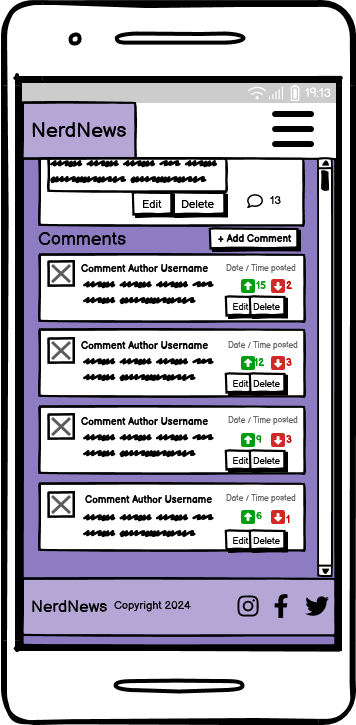 19:13
NerdNews
Edit Delete 13
Comments + Add Comment
Comment Author Username Date / Time posted
15 2
Edit Delete
Comment Author Username Date / Time posted
12 3
Edit Delete
Comment Author Username Date / Time posted
9 3
Edit Delete
Comment Author Username Date / Time posted
6 1
Edit Delete
NerdNews Copyright 2024